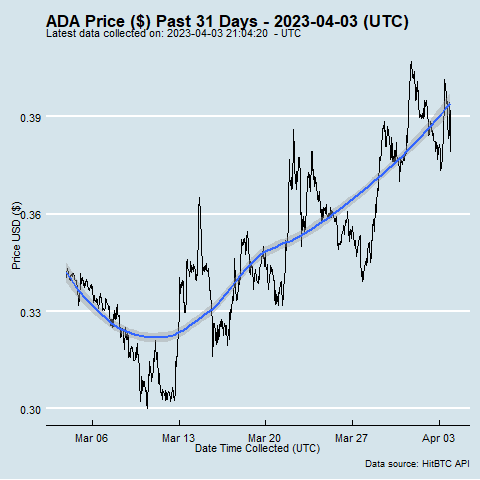 ADA Price ($) Past 31 Days - 2023-04-03 (UTC)
Latest data collected on: 2023-04-03 21:04:20 - UTC
Price USD ($)
0.39
0.36
0.33
0.30
Mar 06 Mar 13 Mar 20 Mar 27 Apr 03
Date Time Collected (UTC)
Data source: HitBTC API